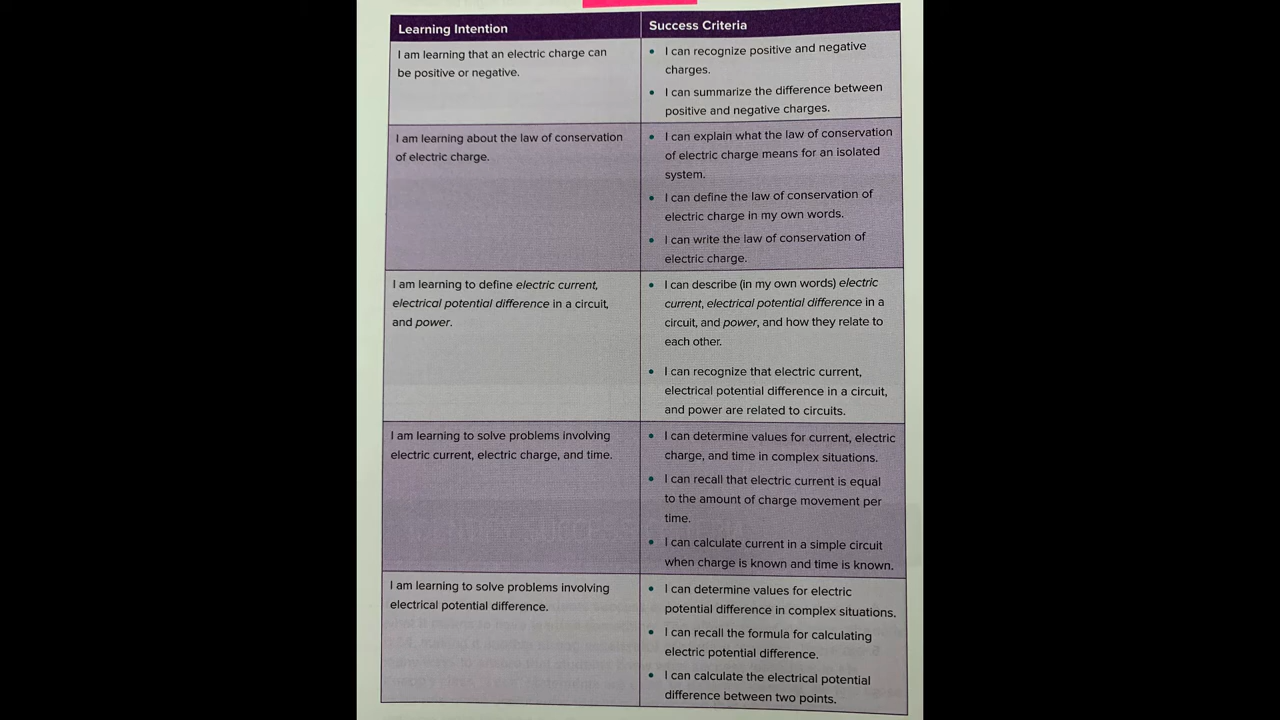 Learning Intention
Success Criteria
I am learning that an electric charge can
be positive or negative.
• I can recognize positive and negative
charges.
• I can summarize the difference between
positive and negative charges.
I am learning about the law of conservation
of electric charge.
• I can explain what the law of conservation
of electric charge means for an isolated
system.
• I can define the law of conservation of
electric charge in my own words.
• I can write the law of conservation of
electric charge.
I am learning to define electric current,
electrical potential difference in a circuit,
and power.
• I can describe (in my own words) electric
current, electrical potential difference in a
circuit, and power, and how they relate to
each other.
• I can recognize that electric current,
electrical potential difference in a circuit,
and power are related to circuits.
I am learning to solve problems involving
electric current, electric charge, and time.
• I can determine values for current, electric
charge, and time in complex situations.
• I can recall that electric current is equal
to the amount of charge movement per
time.
• I can calculate current in a simple circuit
when charge is known and time is known.
I am learning to solve problems involving
electrical potential difference.
• I can determine values for electric
potential difference in complex situations.
• I can recall the formula for calculating
electric potential difference.
• I can calculate the electrical potential
difference between two points.